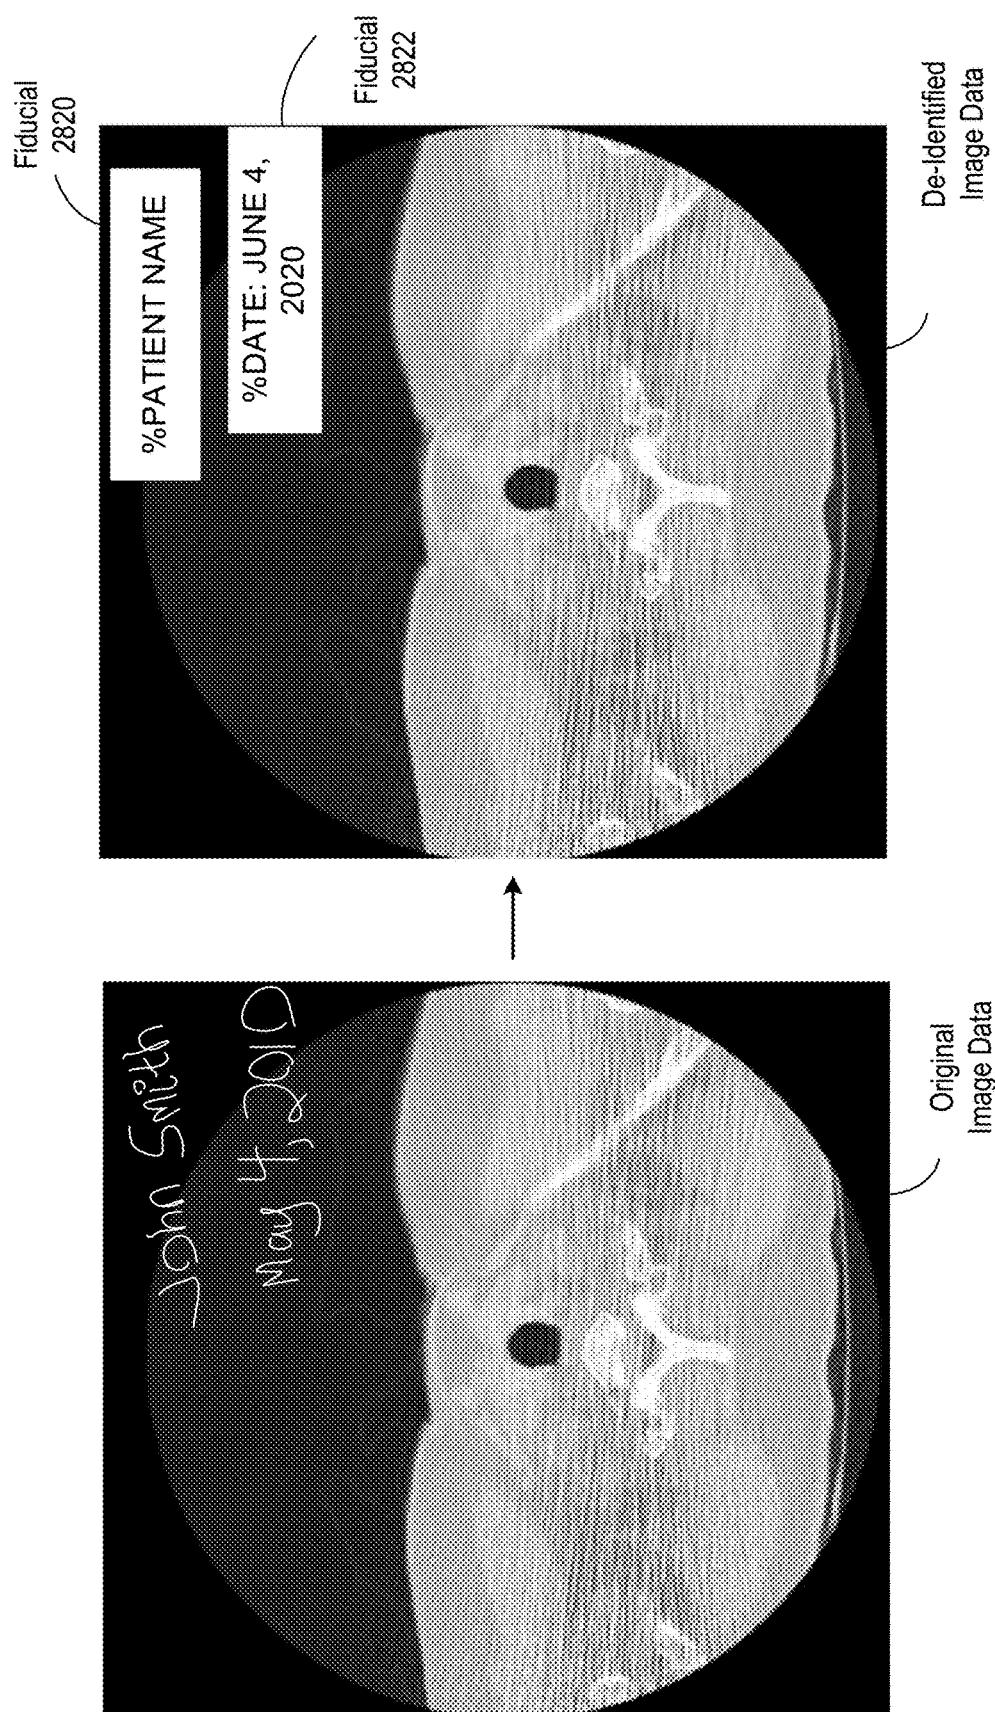 John Smith
May 4, 2010
Original
Image Data
Fiducial
2820
%PATIENT NAME
%DATE: JUNE 4,
2020
Fiducial
2822
De-Identified
Image Data